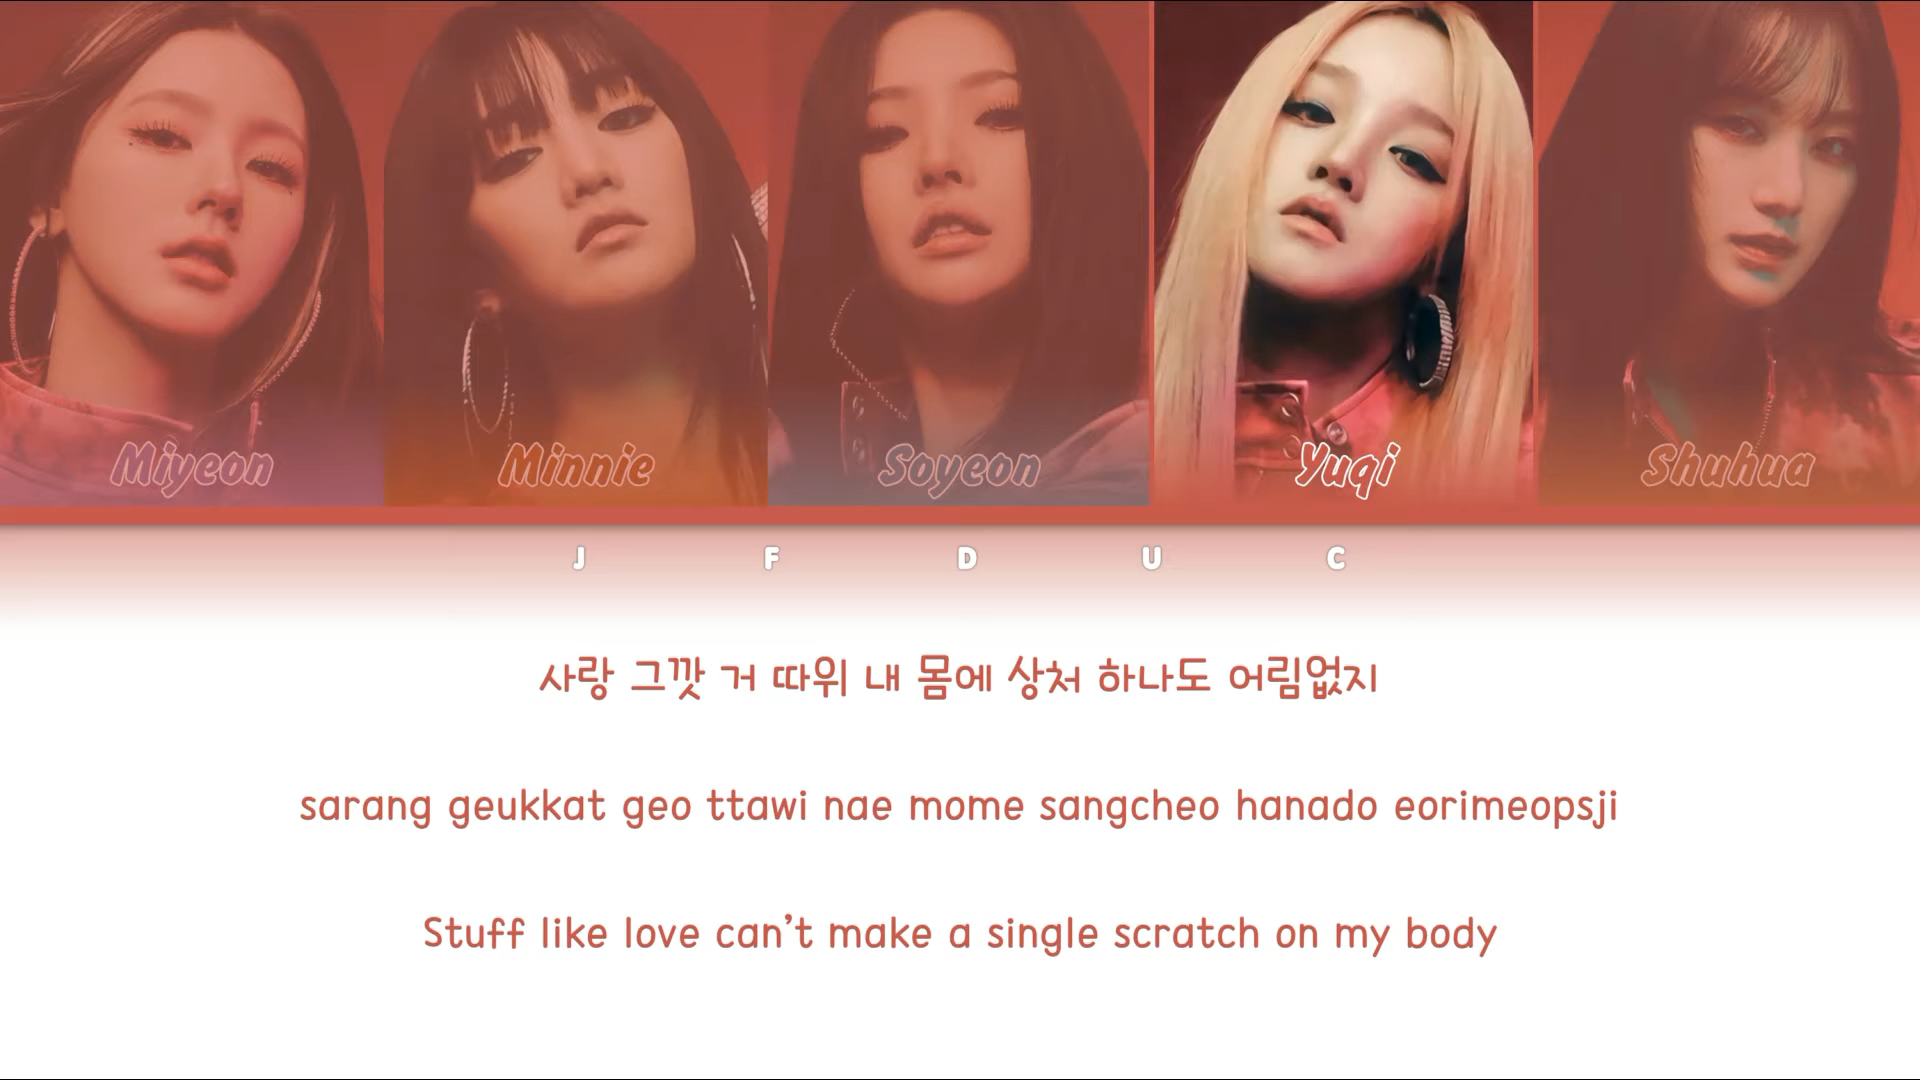 Miyeon Minnie Soyeon Yuqi Shuhua
J F D U C
사랑 그깟 거 따위 내 몸에 상처 하나도 어림없지
sarang geukkat geo ttawi nae mome sangcheo hanado eorimeopsji
Stuff like love can't make a single scratch on my body